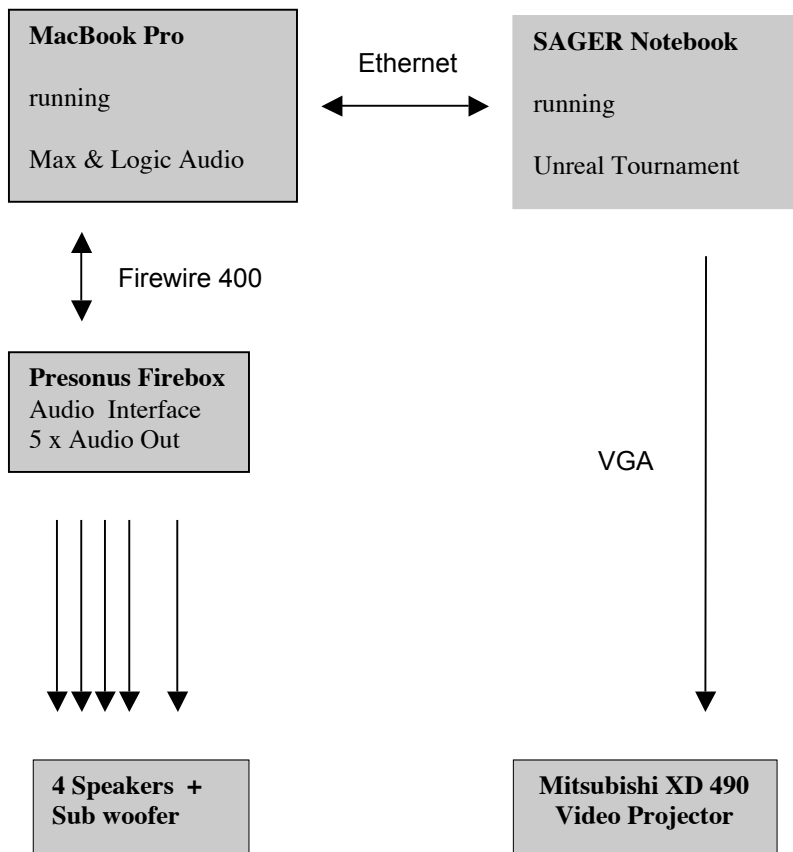 MacBook Pro
running
Max & Logic Audio
Ethernet
SAGER Notebook
running
Unreal Tournament
Firewire 400
Presonus Firebox
Audio Interface
5 x Audio Out
VGA
4 Speakers +
Sub woofer
Mitsubishi XD 490
Video Projector